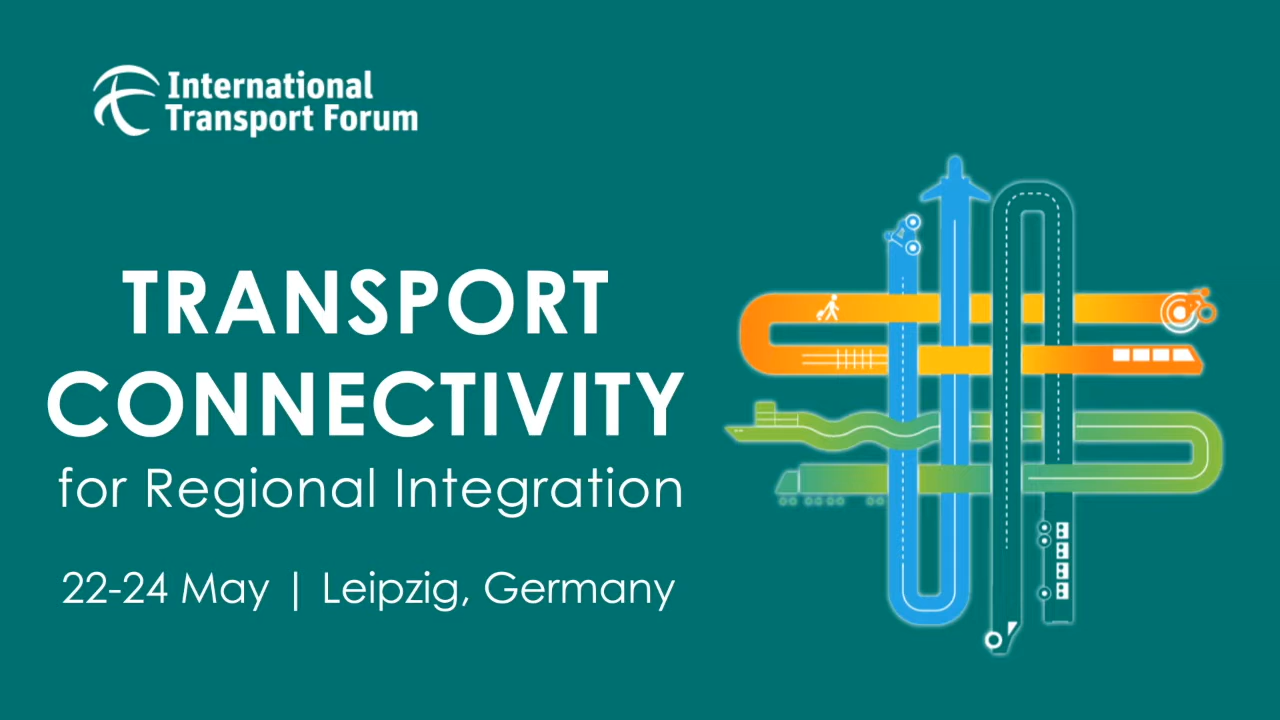 International
Transport Forum
TRANSPORT
CONNECTIVITY
for Regional Integration
22-24 May | Leipzig, Germany